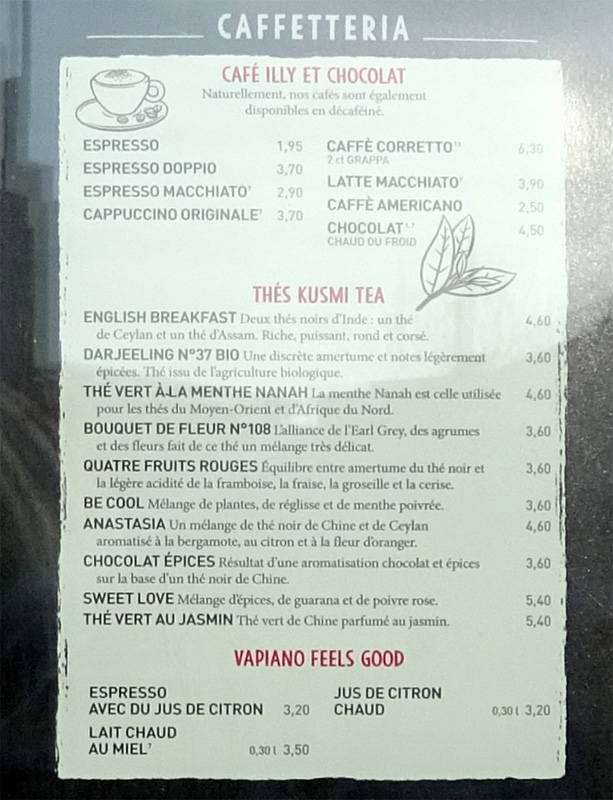 CAFFETTERIA
CAFÉ ILLY ET CHOCOLAT
Naturellement, nos cafés sont également
disponibles en décaféiné.
ESPRESSO 1,95
ESPRESSO DOPPIO 3,70
ESPRESSO MACCHIATO⁷ 2,90
CAPPUCCINO ORIGINALE⁷ 3,70
CAFFÈ CORRETTO 6,30
2 cl GRAPPA
LATTE MACCHIATO⁷ 3,90
CAFFÈ AMERICANO 2,50
CHOCOLAT 4,50
CHAUD OU FROID
THÉS KUSMI TEA
ENGLISH BREAKFAST Deux thés noirs d'Inde : un thé 4,60
de Ceylan et un thé d'Assam. Riche, puissant, rond et corsé.
DARJEELING N°37 BIO Une discrète amertume et notes légèrement 3,60
épicées. Thé issu de l'agriculture biologique.
THÉ VERT À LA MENTHE NANAH La menthe Nanah est celle utilisée 4,60
pour les thés du Moyen-Orient et d'Afrique du Nord.
BOUQUET DE FLEUR N°108 L'alliance de l'Earl Grey, des agrumes 3,60
et des fleurs fait de ce thé un mélange très délicat.
QUATRE FRUITS ROUGES Équilibre entre amertume du thé noir et 3,60
la légère acidité de la framboise, la fraise, la groseille et la cerise.
BE COOL Mélange de plantes, de réglisse et de menthe poivrée. 3,60
ANASTASIA Un mélange de thé noir de Chine et de Ceylan 4,60
aromatisé à la bergamote, au citron et à la fleur d'oranger.
CHOCOLAT ÉPICES Résultat d'une aromatisation chocolat et épices 3,60
sur la base d'un thé noir de Chine.
SWEET LOVE Mélange d'épices, de guarana et de poivre rose. 5,40
THÉ VERT AU JASMIN Thé vert de Chine parfumé au jasmin. 5,40
VAPIANO FEELS GOOD
ESPRESSO
AVEC DU JUS DE CITRON 3,20
LAIT CHAUD
AU MIEL⁷ 0,30 l 3,50
JUS DE CITRON
CHAUD 0,30 l 3,20